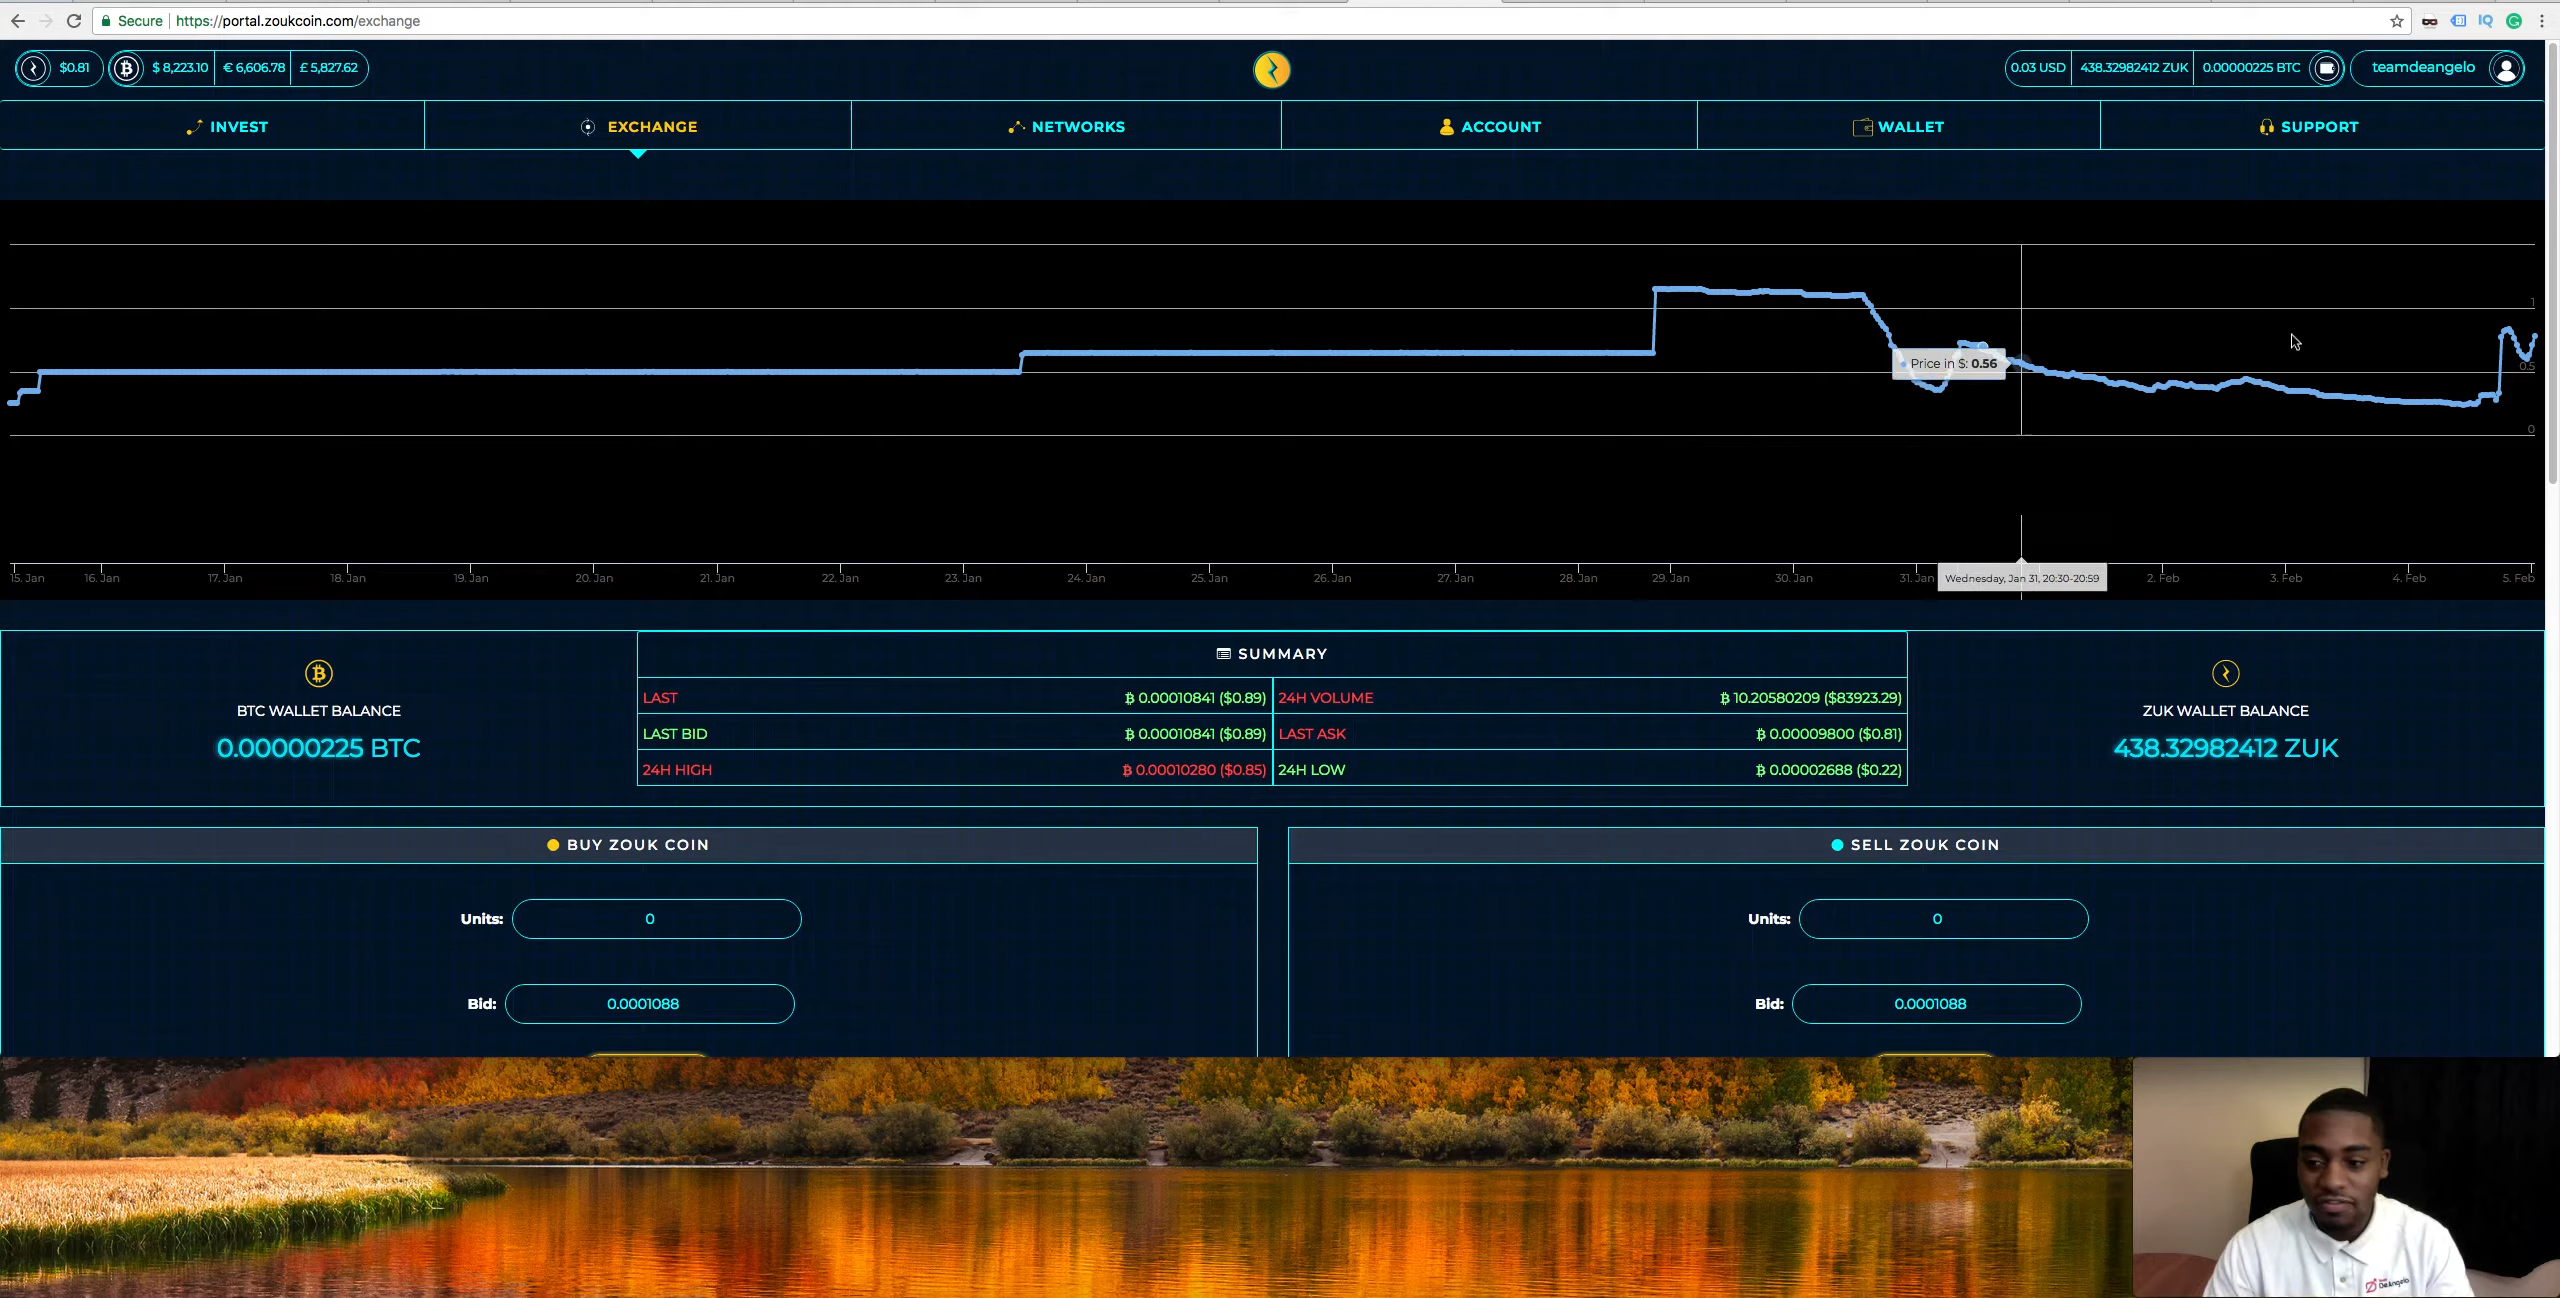 Secure https://portal.zoukcoin.com/exchange
$0.81 $ 8,223.10 € 6,606.78 £ 5,827.62 0.03 USD 438.32982412 ZUK 0.00000225 BTC teamdeangelo
INVEST EXCHANGE NETWORKS ACCOUNT WALLET SUPPORT
1
Price in $: 0.56
0.5
0
15. Jan 16. Jan 17. Jan 18. Jan 19. Jan 20. Jan 21. Jan 22. Jan 23. Jan 24. Jan 25. Jan 26. Jan 27. Jan 28. Jan 29. Jan 30. Jan 31. Jan Wednesday, Jan 31, 20:30-20:59 2. Feb 3. Feb 4. Feb 5. Feb
SUMMARY
LAST ₿ 0.00010841 ($0.89) 24H VOLUME ₿ 10.20580209 ($83923.29)
BTC WALLET BALANCE ZUK WALLET BALANCE
LAST BID ₿ 0.00010841 ($0.89) LAST ASK ₿ 0.00009800 ($0.81)
0.00000225 BTC 438.32982412 ZUK
24H HIGH ₿ 0.00010280 ($0.85) 24H LOW ₿ 0.00002688 ($0.22)
BUY ZOUK COIN SELL ZOUK COIN
Units: 0 Units: 0
Bid: 0.0001088 Bid: 0.0001088
DeAngelo